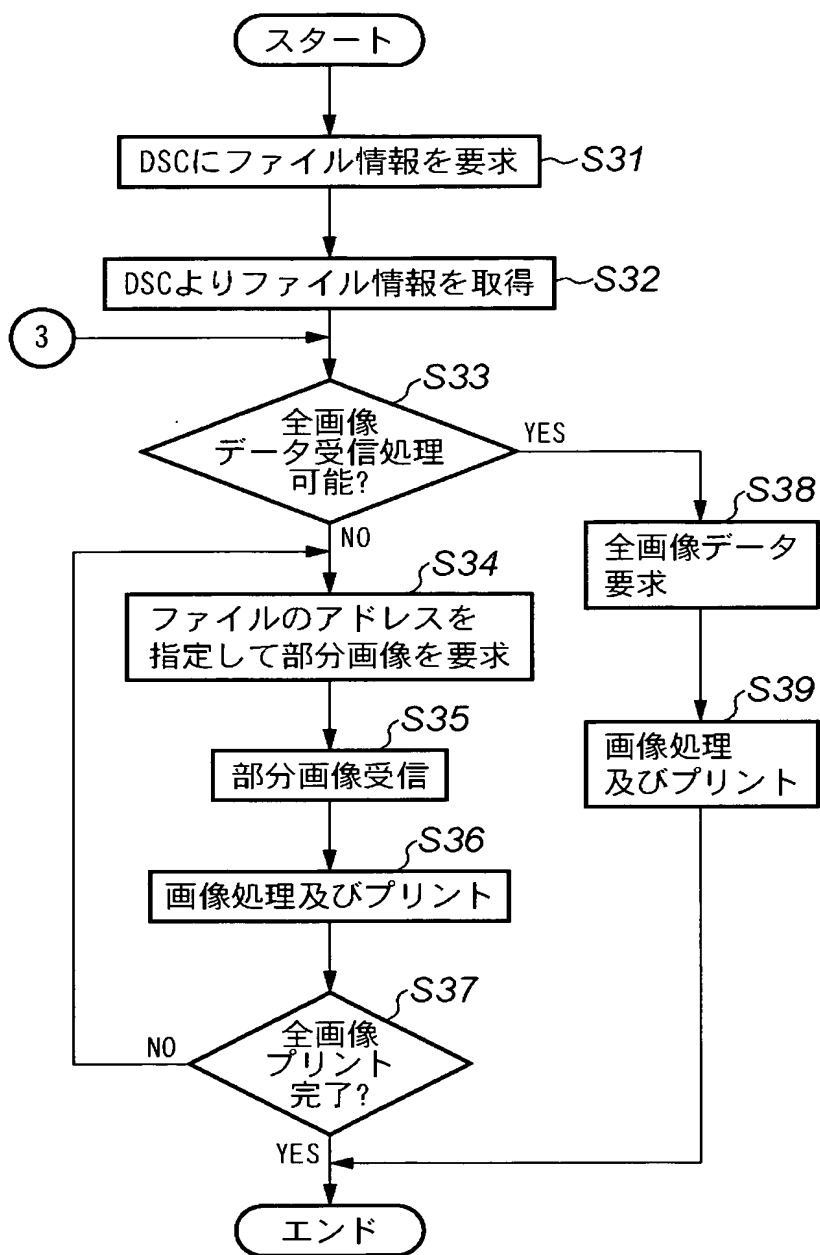 スタート
DSCにファイル情報を要求
S31
DSCよりファイル情報を取得
S32
3
S33
全画像
データ受信処理
可能?
YES
NO
S38
全画像データ
要求
S34
ファイルのアドレスを
指定して部分画像を要求
S39
画像処理
及びプリント
S35
部分画像受信
S36
画像処理及びプリント
S37
全画像
プリント
完了?
NO
YES
エンド